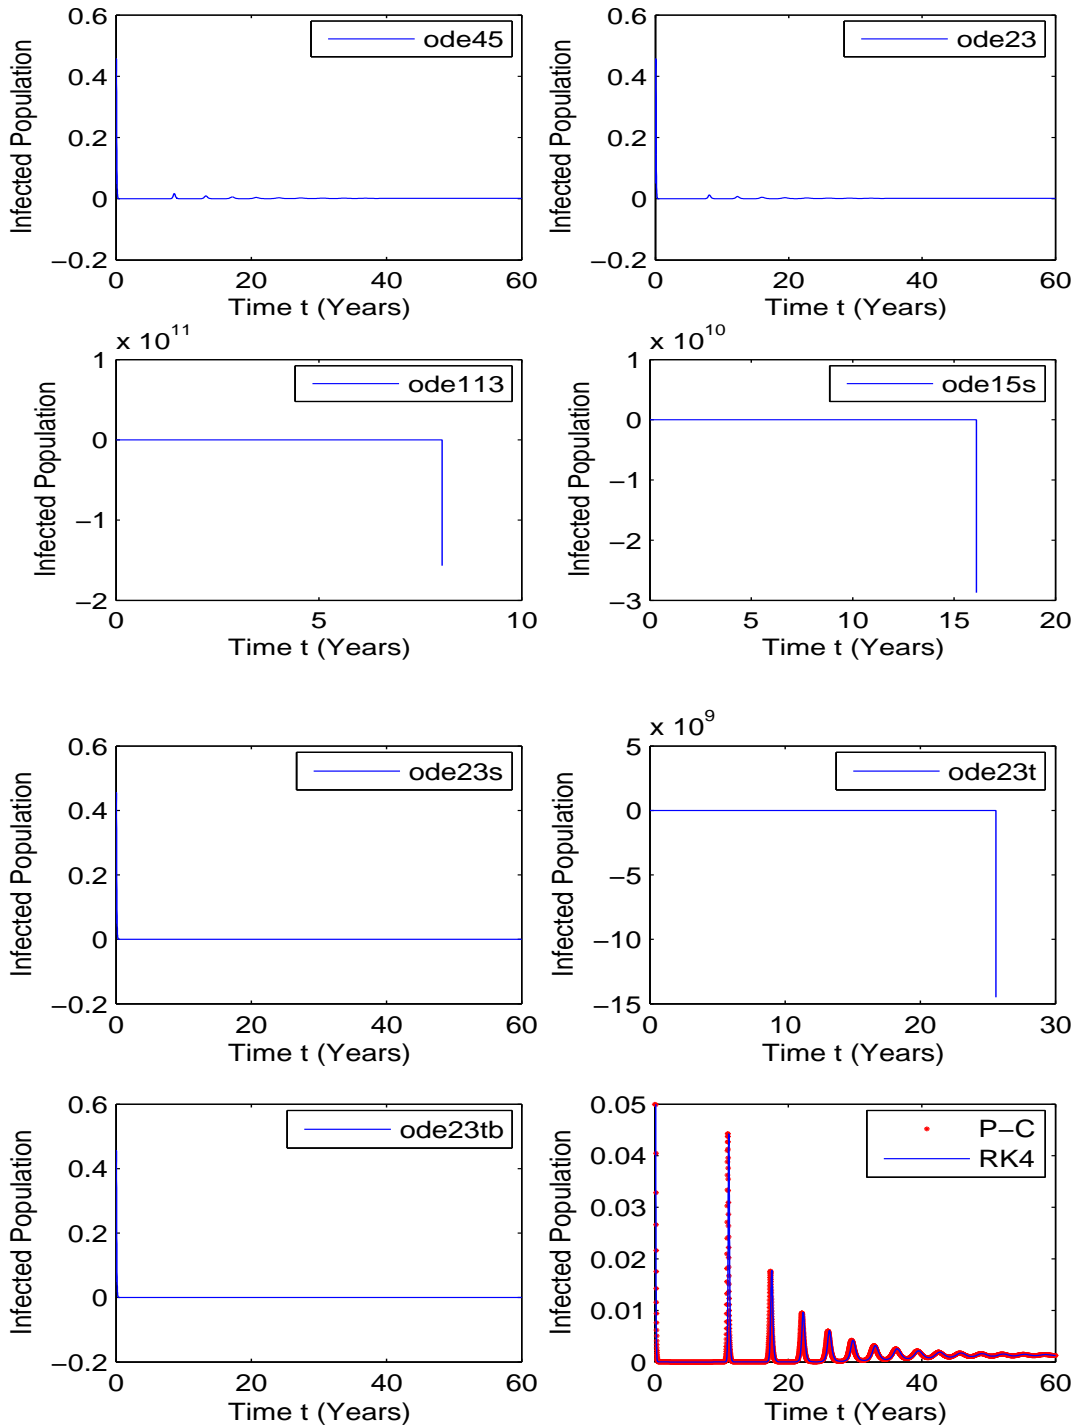 0.6
0.4
0.2
0
−0.2
0 20 40 60
Time t (Years)
Infected Population
ode45
0.6
0.4
0.2
0
−0.2
0 20 40 60
Time t (Years)
Infected Population
ode23
x 10^11
1
0
−1
−2
0 5 10
Time t (Years)
Infected Population
ode113
x 10^10
1
0
−1
−2
−3
0 5 10 15 20
Time t (Years)
Infected Population
ode15s
0.6
0.4
0.2
0
−0.2
0 20 40 60
Time t (Years)
Infected Population
ode23s
x 10^9
5
0
−5
−10
−15
0 10 20 30
Time t (Years)
Infected Population
ode23t
0.6
0.4
0.2
0
−0.2
0 20 40 60
Time t (Years)
Infected Population
ode23tb
0.05
0.04
0.03
0.02
0.01
0
0 10 20 30 40 50 60
Time t (Years)
Infected Population
P−C
RK4